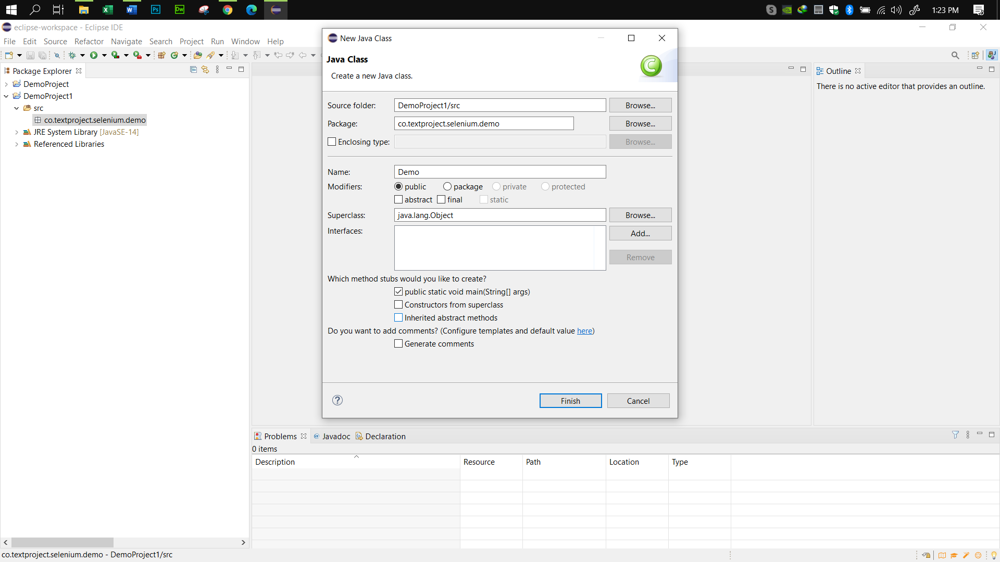 1:23 PM
eclipse-workspace - Eclipse IDE
File Edit Source Refactor Navigate Search Project Run Window Help
Package Explorer
DemoProject
DemoProject1
src
co.textproject.selenium.demo
JRE System Library [JavaSE-14]
Referenced Libraries
New Java Class
Java Class
Create a new Java class.
Source folder: DemoProject1/src Browse...
Package: co.textproject.selenium.demo Browse...
Enclosing type: Browse...
Name: Demo
Modifiers: public package private protected
abstract final static
Superclass: java.lang.Object Browse...
Interfaces: Add...
Remove
Which method stubs would you like to create?
public static void main(String[] args)
Constructors from superclass
Inherited abstract methods
Do you want to add comments? (Configure templates and default value here)
Generate comments
Finish Cancel
Outline
There is no active editor that provides an outline.
Problems @ Javadoc Declaration
0 items
Description Resource Path Location Type
co.textproject.selenium.demo - DemoProject1/src